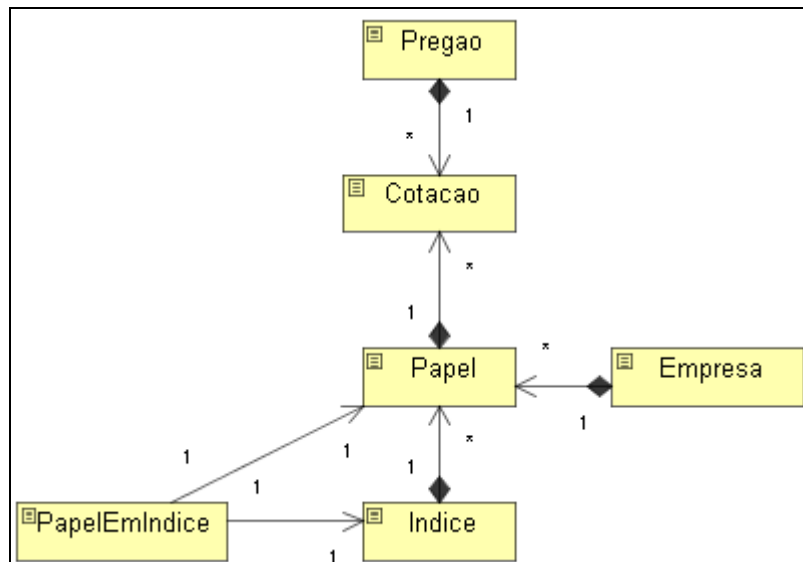 Pregao
1
*
Cotacao
*
1
Papel
*
Empresa
1
1
1
*
1
1
PapelEmIndice
Indice
1